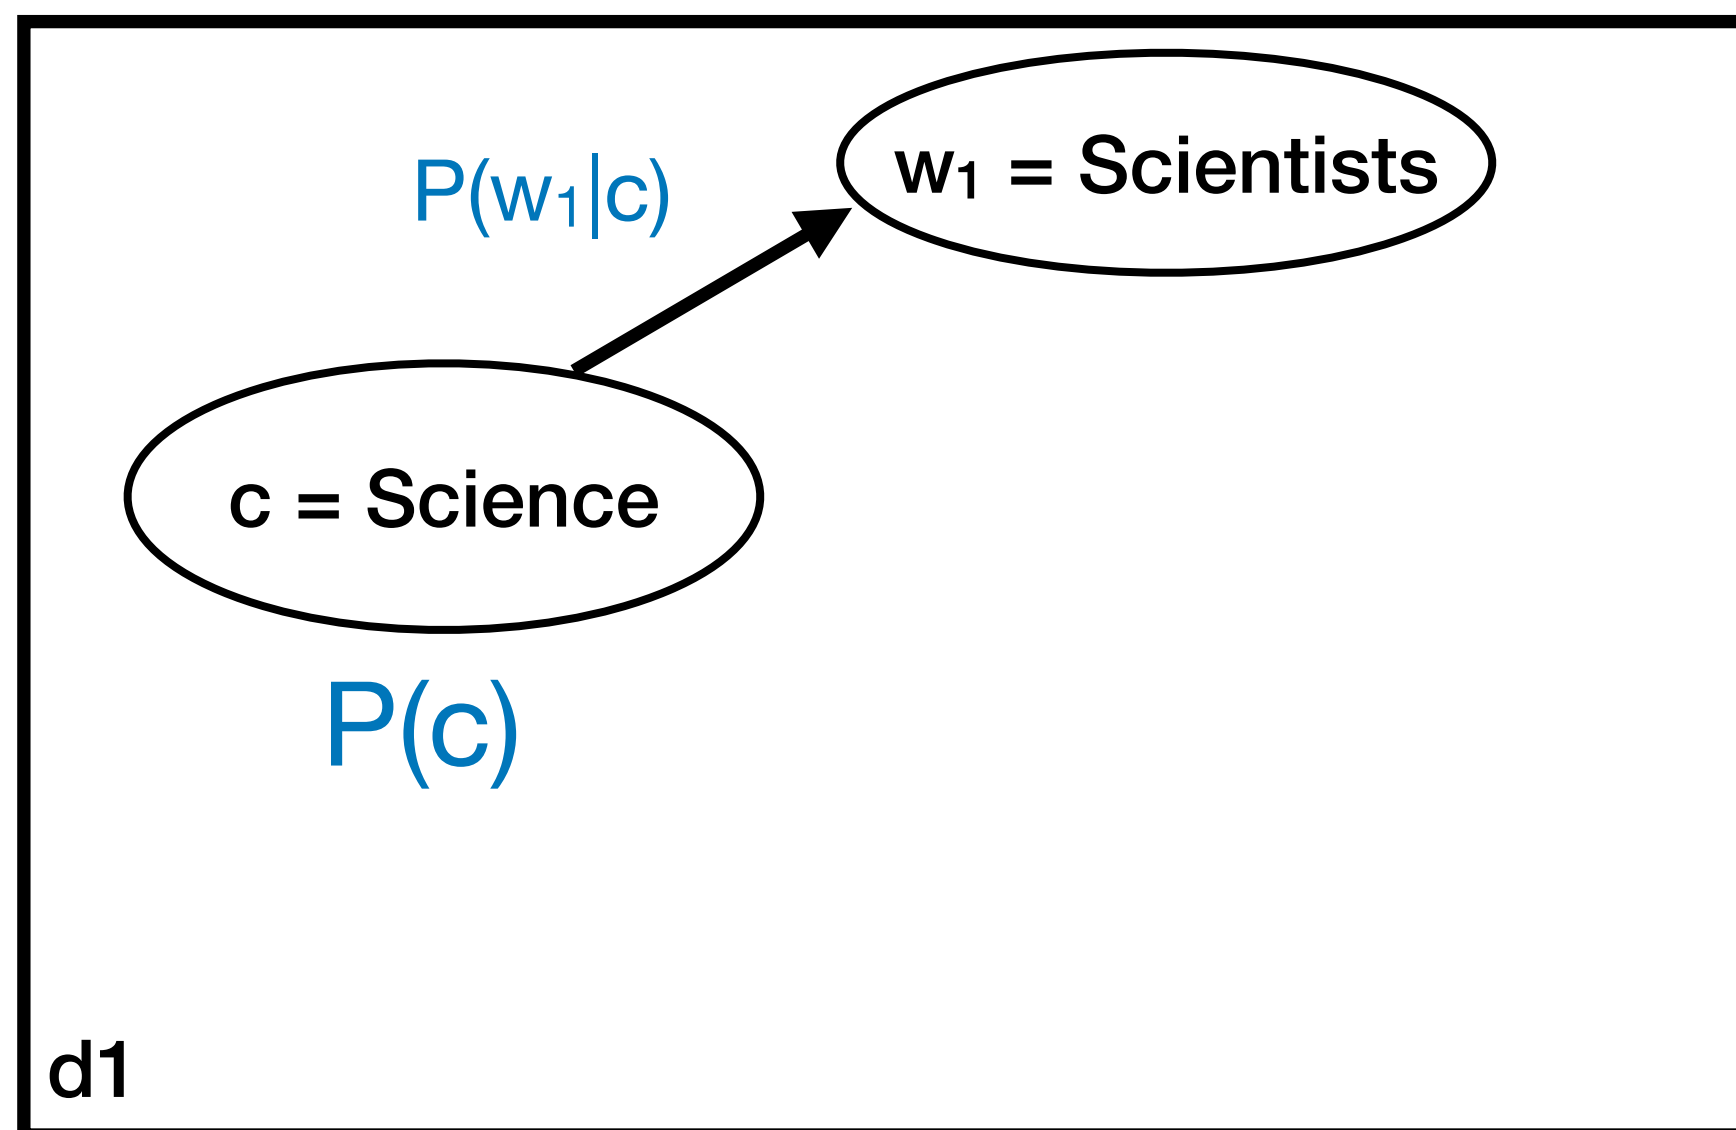 w₁ = Scientists
P(w₁|c)
c = Science
P(c)
d1